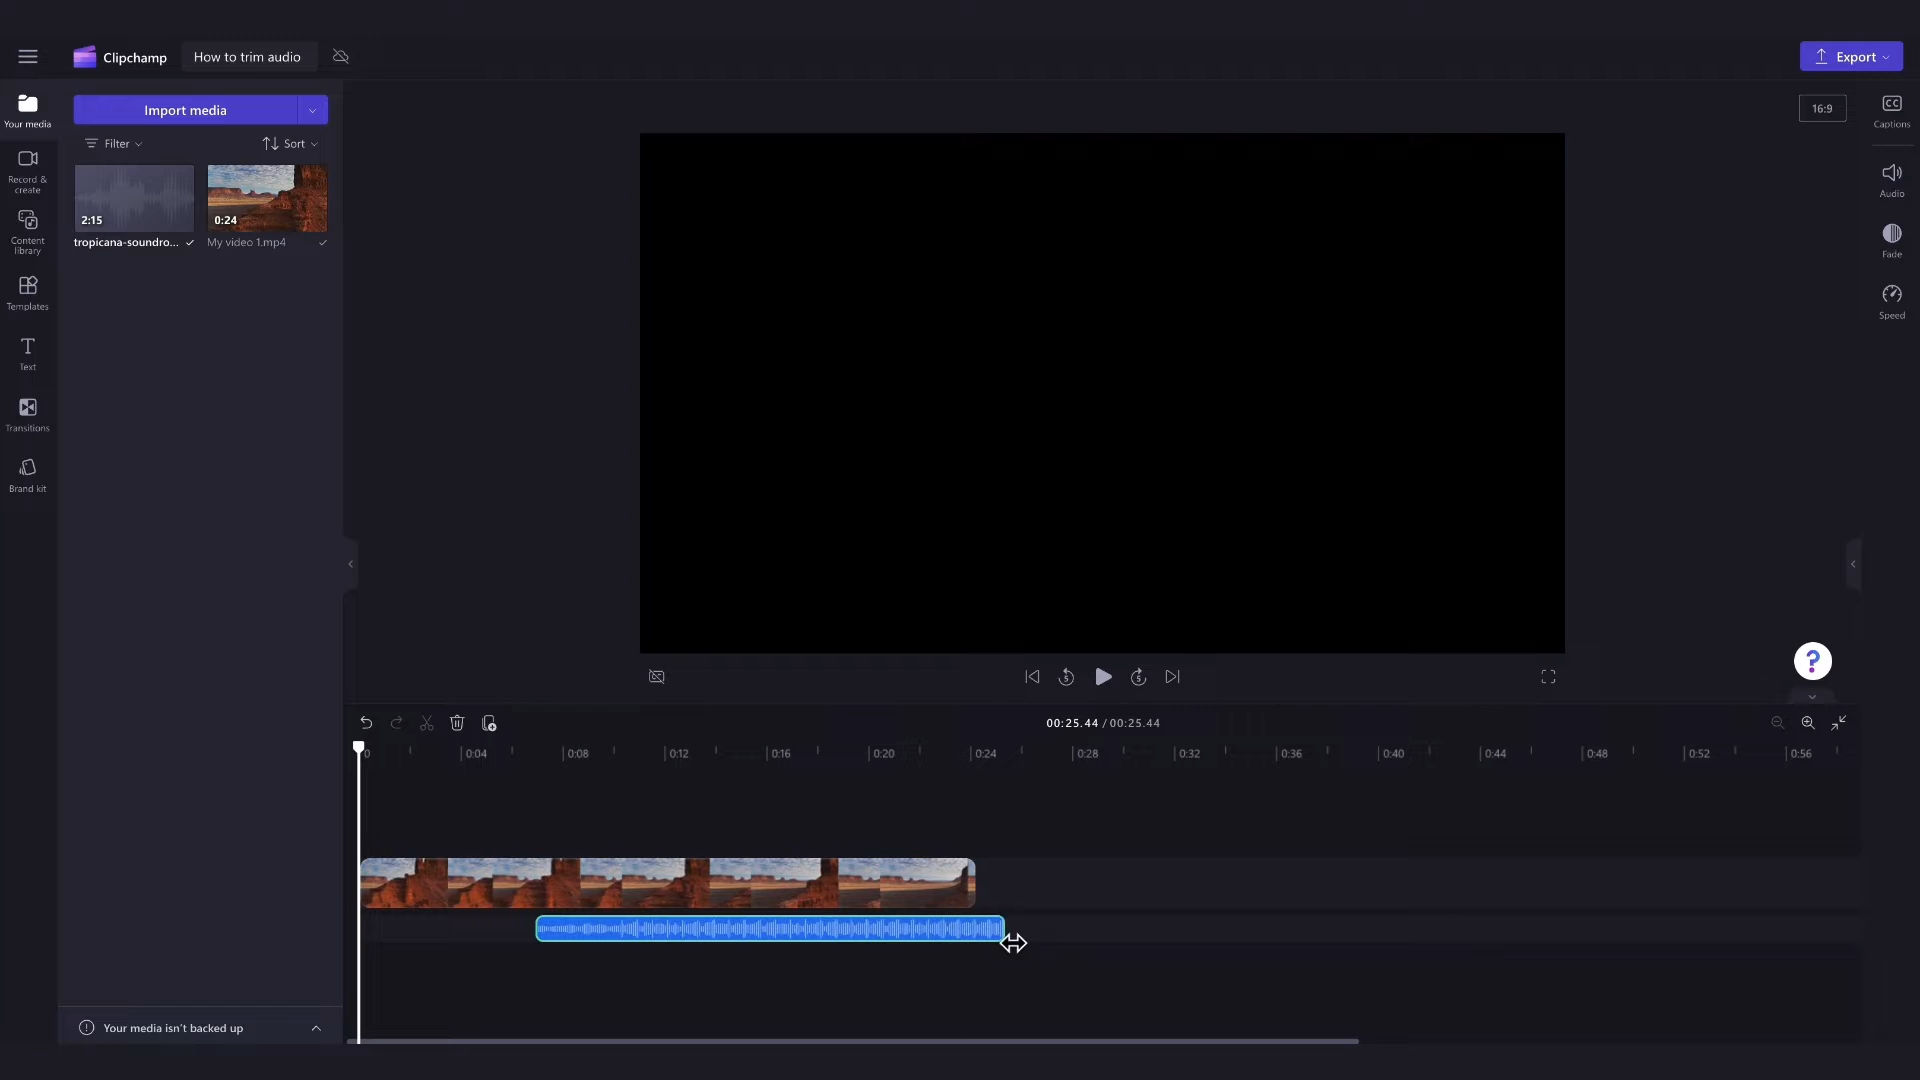 Clipchamp
How to trim audio
Export
Your media
Import media
16:9
CC
Captions
Filter
Sort
Record &
create
2:15
0:24
Audio
tropicana-soundro...
My video 1.mp4
Content
library
Fade
Templates
Speed
Text
Transitions
Brand kit
?
5
5
00:25.44 / 00:25.44
0
0:04
0:08
0:12
0:16
0:20
0:24
0:28
0:32
0:36
0:40
0:44
0:48
0:52
0:56
Your media isn't backed up